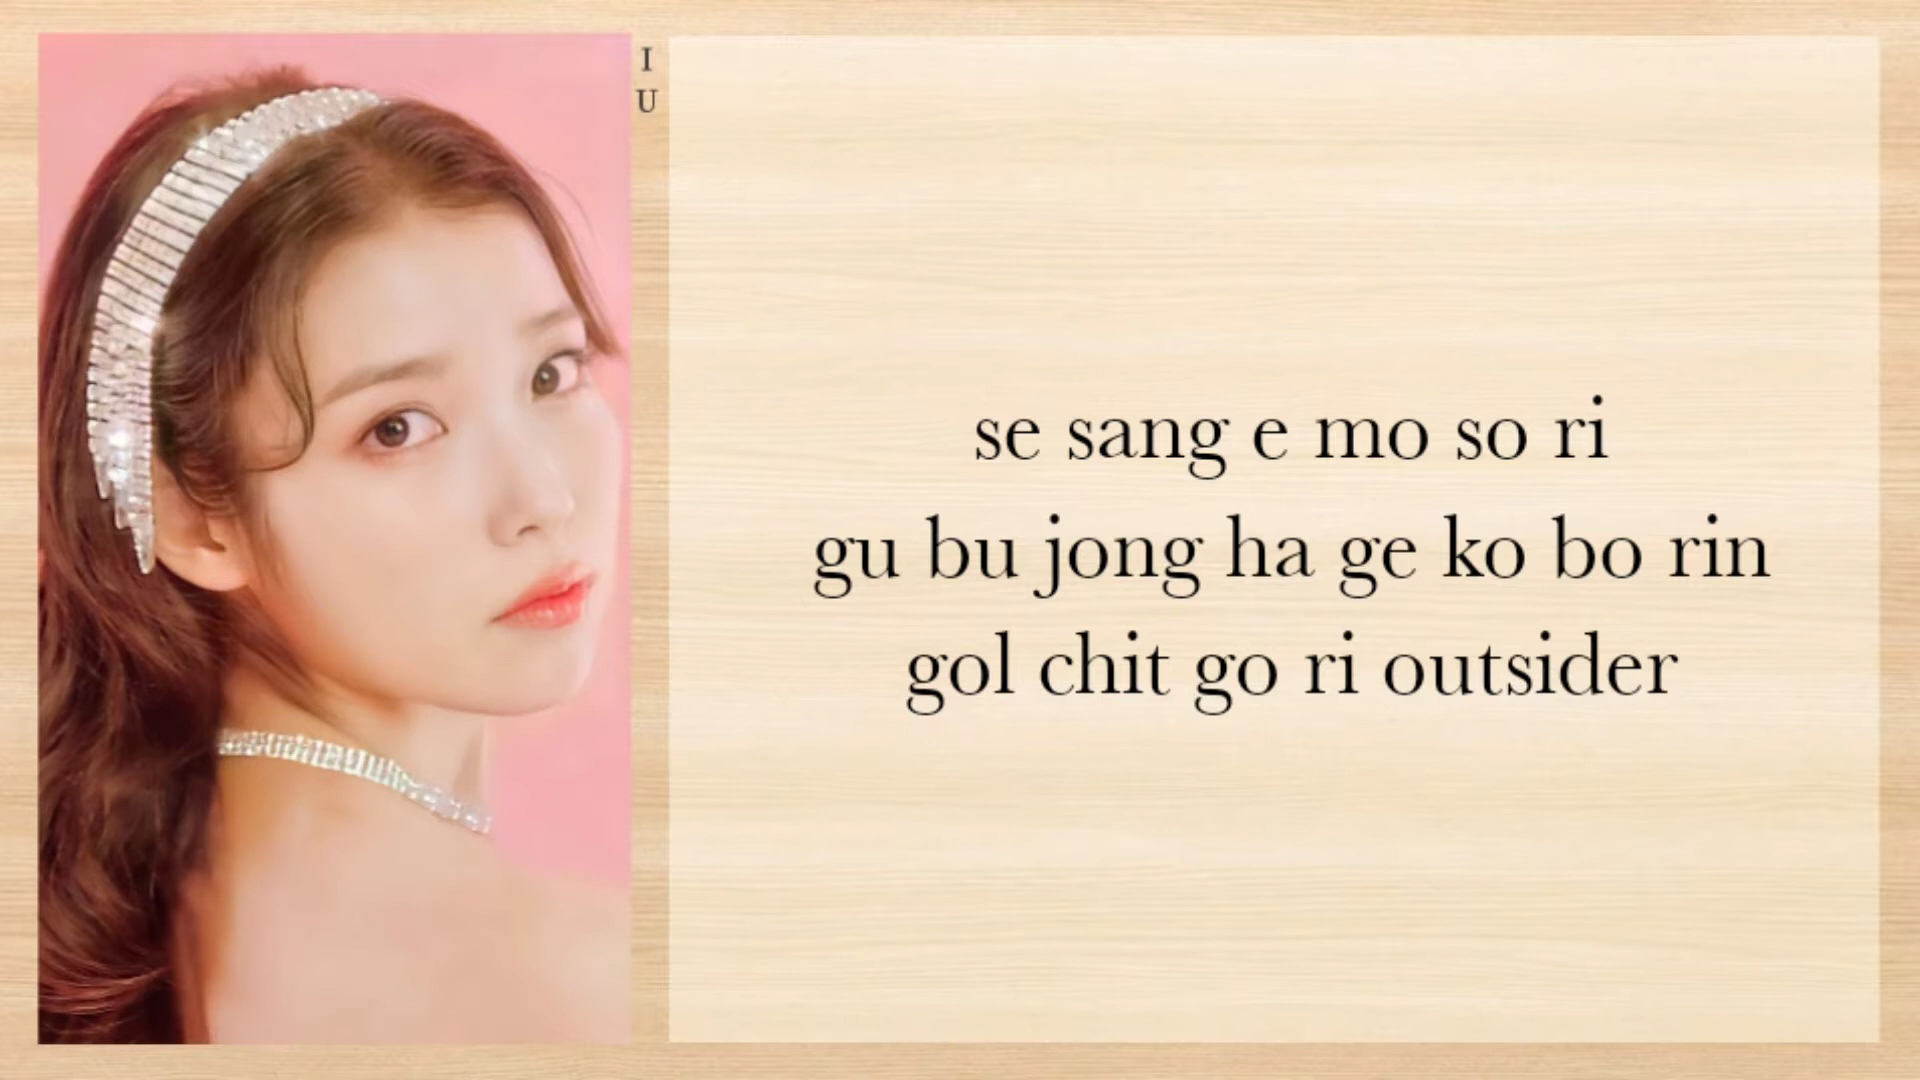 I
U
se sang e mo so ri
gu bu jong ha ge ko bo rin
gol chit go ri outsider